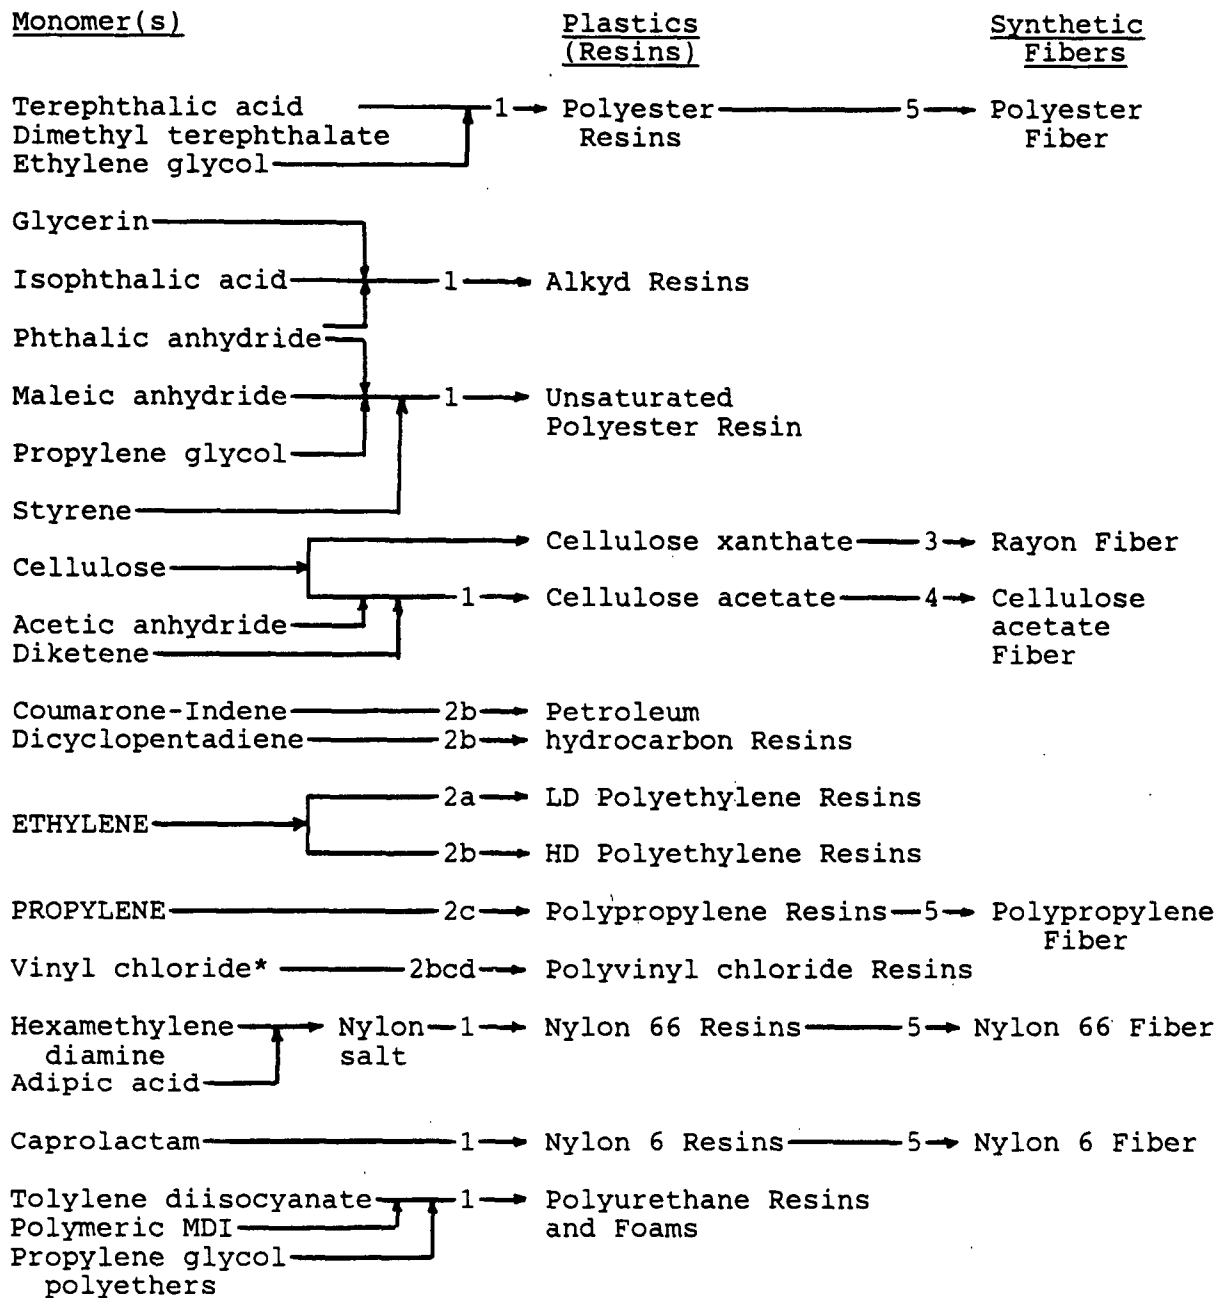 Monomer(s) Plastics Synthetic
(Resins) Fibers
Terephthalic acid 1 Polyester 5 Polyester
Dimethyl terephthalate Resins Fiber
Ethylene glycol
Glycerin
Isophthalic acid 1 Alkyd Resins
Phthalic anhydride
Maleic anhydride 1 Unsaturated
Polyester Resin
Propylene glycol
Styrene
Cellulose xanthate 3 Rayon Fiber
Cellulose
1 Cellulose acetate 4 Cellulose
Acetic anhydride acetate
Diketene Fiber
Coumarone-Indene 2b Petroleum
Dicyclopentadiene 2b hydrocarbon Resins
2a LD Polyethylene Resins
ETHYLENE
2b HD Polyethylene Resins
PROPYLENE 2c Polypropylene Resins 5 Polypropylene
Fiber
Vinyl chloride* 2bcd Polyvinyl chloride Resins
Hexamethylene Nylon 1 Nylon 66 Resins 5 Nylon 66 Fiber
diamine salt
Adipic acid
Caprolactam 1 Nylon 6 Resins 5 Nylon 6 Fiber
Tolylene diisocyanate 1 Polyurethane Resins
Polymeric MDI and Foams
Propylene glycol
polyethers